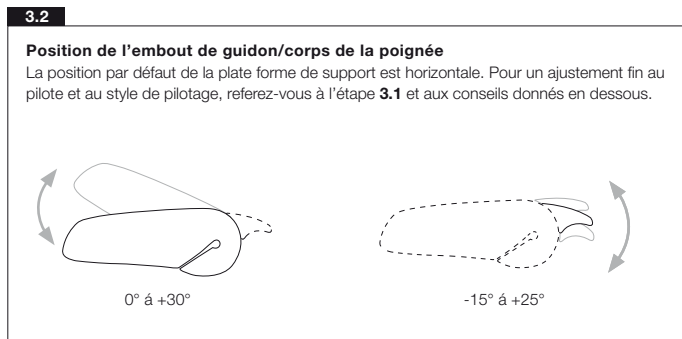 3.2
Position de l'embout de guidon/corps de la poignée
La position par défaut de la plate forme de support est horizontale. Pour un ajustement fin au
pilote et au style de pilotage, referez-vous à l'étape 3.1 et aux conseils donnés en dessous.
0° á +30°
-15° á +25°